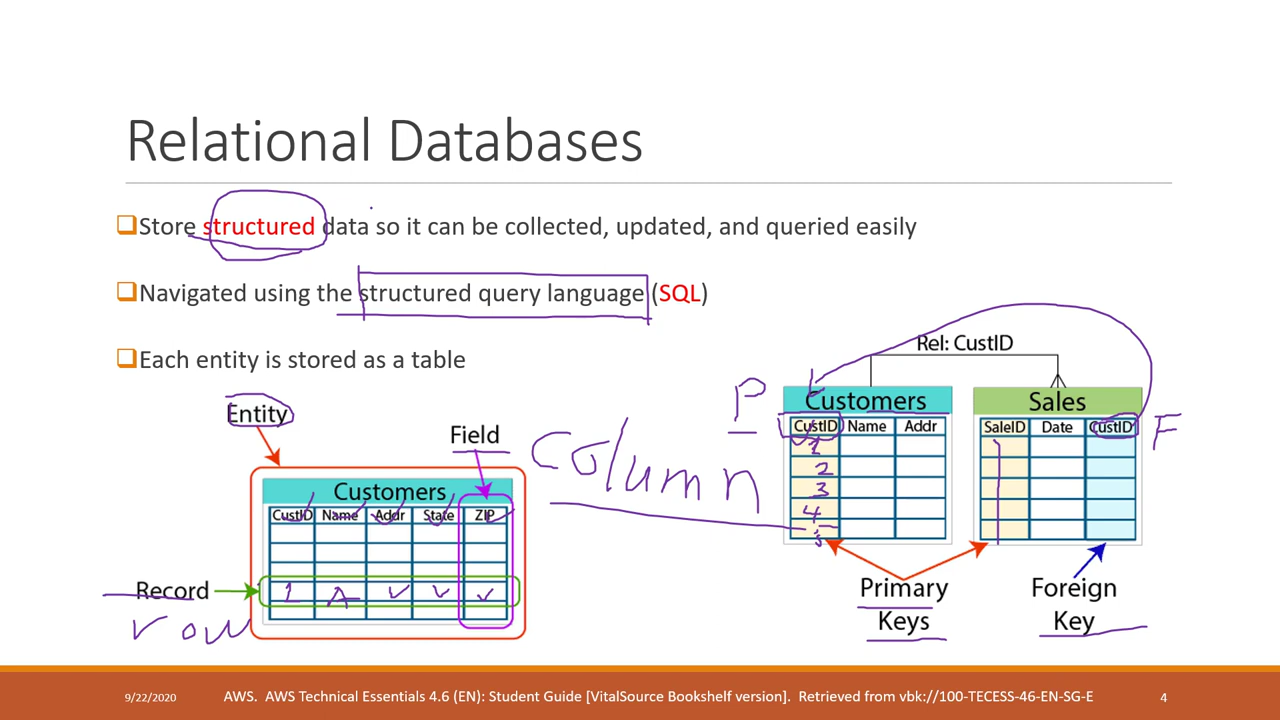 Relational Databases
Store structured data so it can be collected, updated, and queried easily
Navigated using the structured query language (SQL)
Each entity is stored as a table
Entity
Field
Customers
CustID Name Addr State ZIP
Record
1 A
row
column
Rel: CustID
P
Customers
CustID Name Addr
1
2
3
4
5
Sales
SaleID Date CustID
F
Primary
Keys
Foreign
Key
9/22/2020
AWS. AWS Technical Essentials 4.6 (EN): Student Guide [VitalSource Bookshelf version]. Retrieved from vbk://100-TECESS-46-EN-SG-E
4